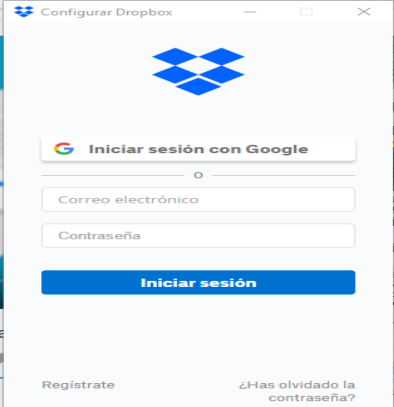 Configurar Dropbox
Iniciar sesión con Google
o
Correo electrónico
Contraseña
Iniciar sesión
Regístrate
¿Has olvidado la
contraseña?